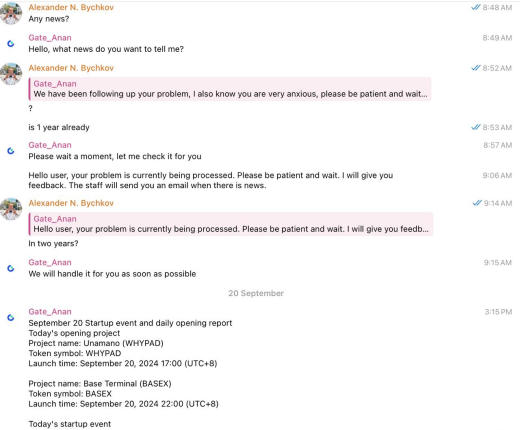 Alexander N. Bychkov
8:48 AM
Any news?
Gate_Anan
8:49 AM
Hello, what news do you want to tell me?
Alexander N. Bychkov
8:52 AM
Gate_Anan
We have been following up your problem, I also know you are very anxious, please be patient and wait...
?
is 1 year already
8:53 AM
Gate_Anan
8:57 AM
Please wait a moment, let me check it for you
Hello user, your problem is currently being processed. Please be patient and wait. I will give you
9:06 AM
feedback. The staff will send you an email when there is news.
Alexander N. Bychkov
9:14 AM
Gate_Anan
Hello user, your problem is currently being processed. Please be patient and wait. I will give you feedb...
In two years?
Gate_Anan
9:15 AM
We will handle it for you as soon as possible
20 September
Gate_Anan
3:15 PM
September 20 Startup event and daily opening report
Today's opening project
Project name: Unamano (WHYPAD)
Token symbol: WHYPAD
Launch time: September 20, 2024 17:00 (UTC+8)
Project name: Base Terminal (BASEX)
Token symbol: BASEX
Launch time: September 20, 2024 22:00 (UTC+8)
Today's startup event